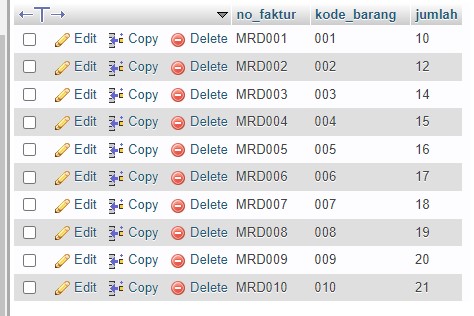 no_faktur kode_barang jumlah
Edit Copy Delete MRD001 001 10
Edit Copy Delete MRD002 002 12
Edit Copy Delete MRD003 003 14
Edit Copy Delete MRD004 004 15
Edit Copy Delete MRD005 005 16
Edit Copy Delete MRD006 006 17
Edit Copy Delete MRD007 007 18
Edit Copy Delete MRD008 008 19
Edit Copy Delete MRD009 009 20
Edit Copy Delete MRD010 010 21